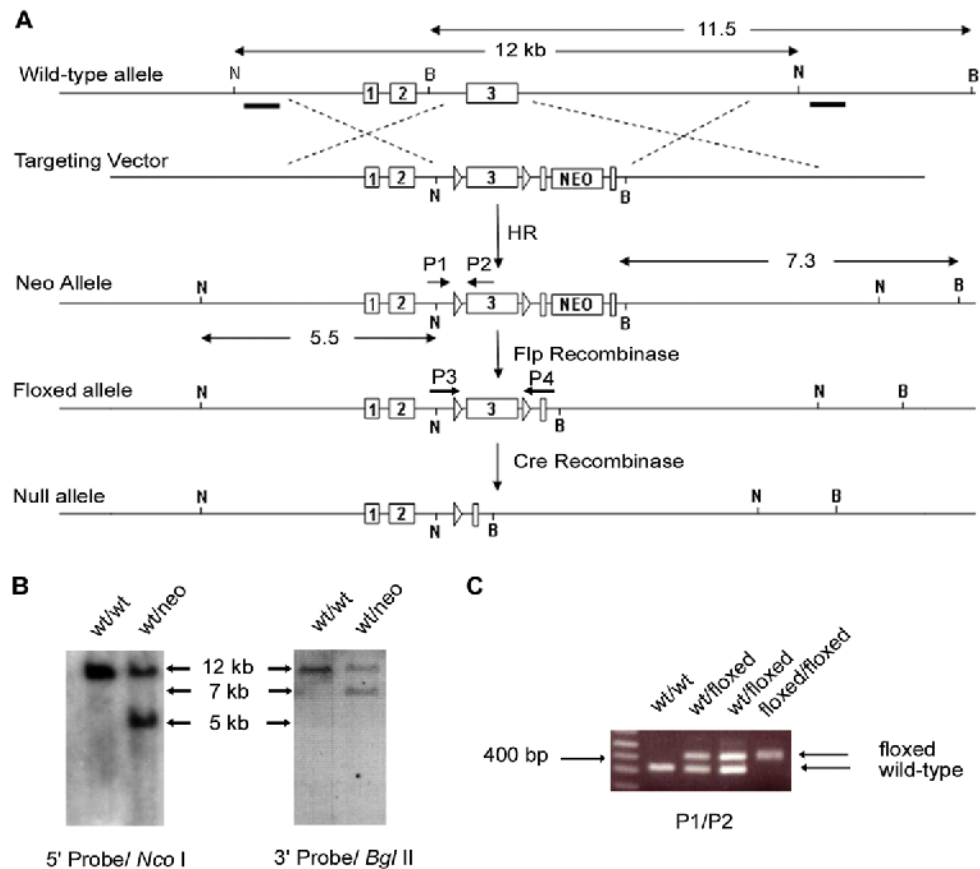 A
11.5
12 kb
Wild-type allele
N
B
N
B
1
2
3
Targeting Vector
1
2
N
3
NEO
B
HR
P1
P2
7.3
Neo Allele
N
1
2
N
3
NEO
B
N
B
5.5
Flp Recombinase
P3
P4
Floxed allele
N
1
2
N
3
B
N
B
Cre Recombinase
Null allele
N
1
2
N
B
N
B
B
wt/wt
wt/neo
wt/wt
wt/neo
12 kb
7 kb
5 kb
5' Probe/ Nco I
3' Probe/ Bgl II
C
wt/wt
wt/floxed
wt/floxed
floxed/floxed
400 bp
floxed
wild-type
P1/P2